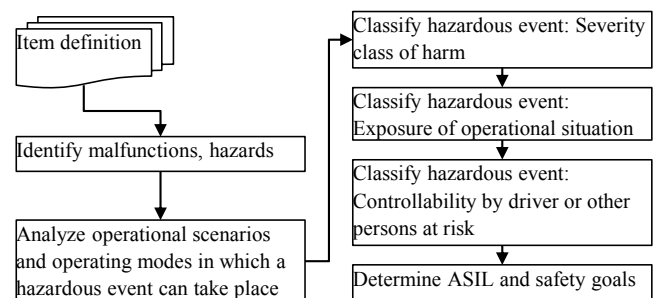 Item definition
Identify malfunctions, hazards
Analyze operational scenarios
and operating modes in which a
hazardous event can take place
Classify hazardous event: Severity
class of harm
Classify hazardous event:
Exposure of operational situation
Classify hazardous event:
Controllability by driver or other
persons at risk
Determine ASIL and safety goals